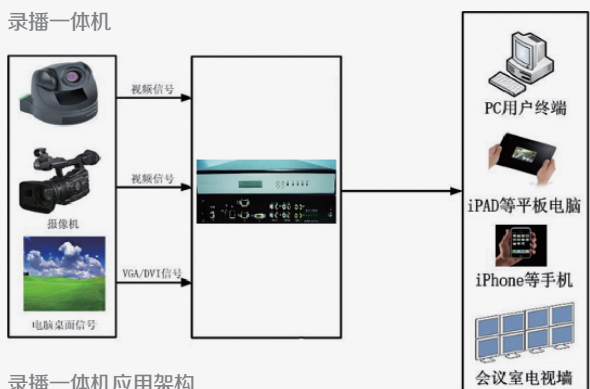 录播一体机
视频信号
视频信号
摄像机
VGA/DVI信号
电脑桌面信号
PC用户终端
iPAD等平板电脑
iPhone等手机
会议室电视墙
录播一体机应用架构